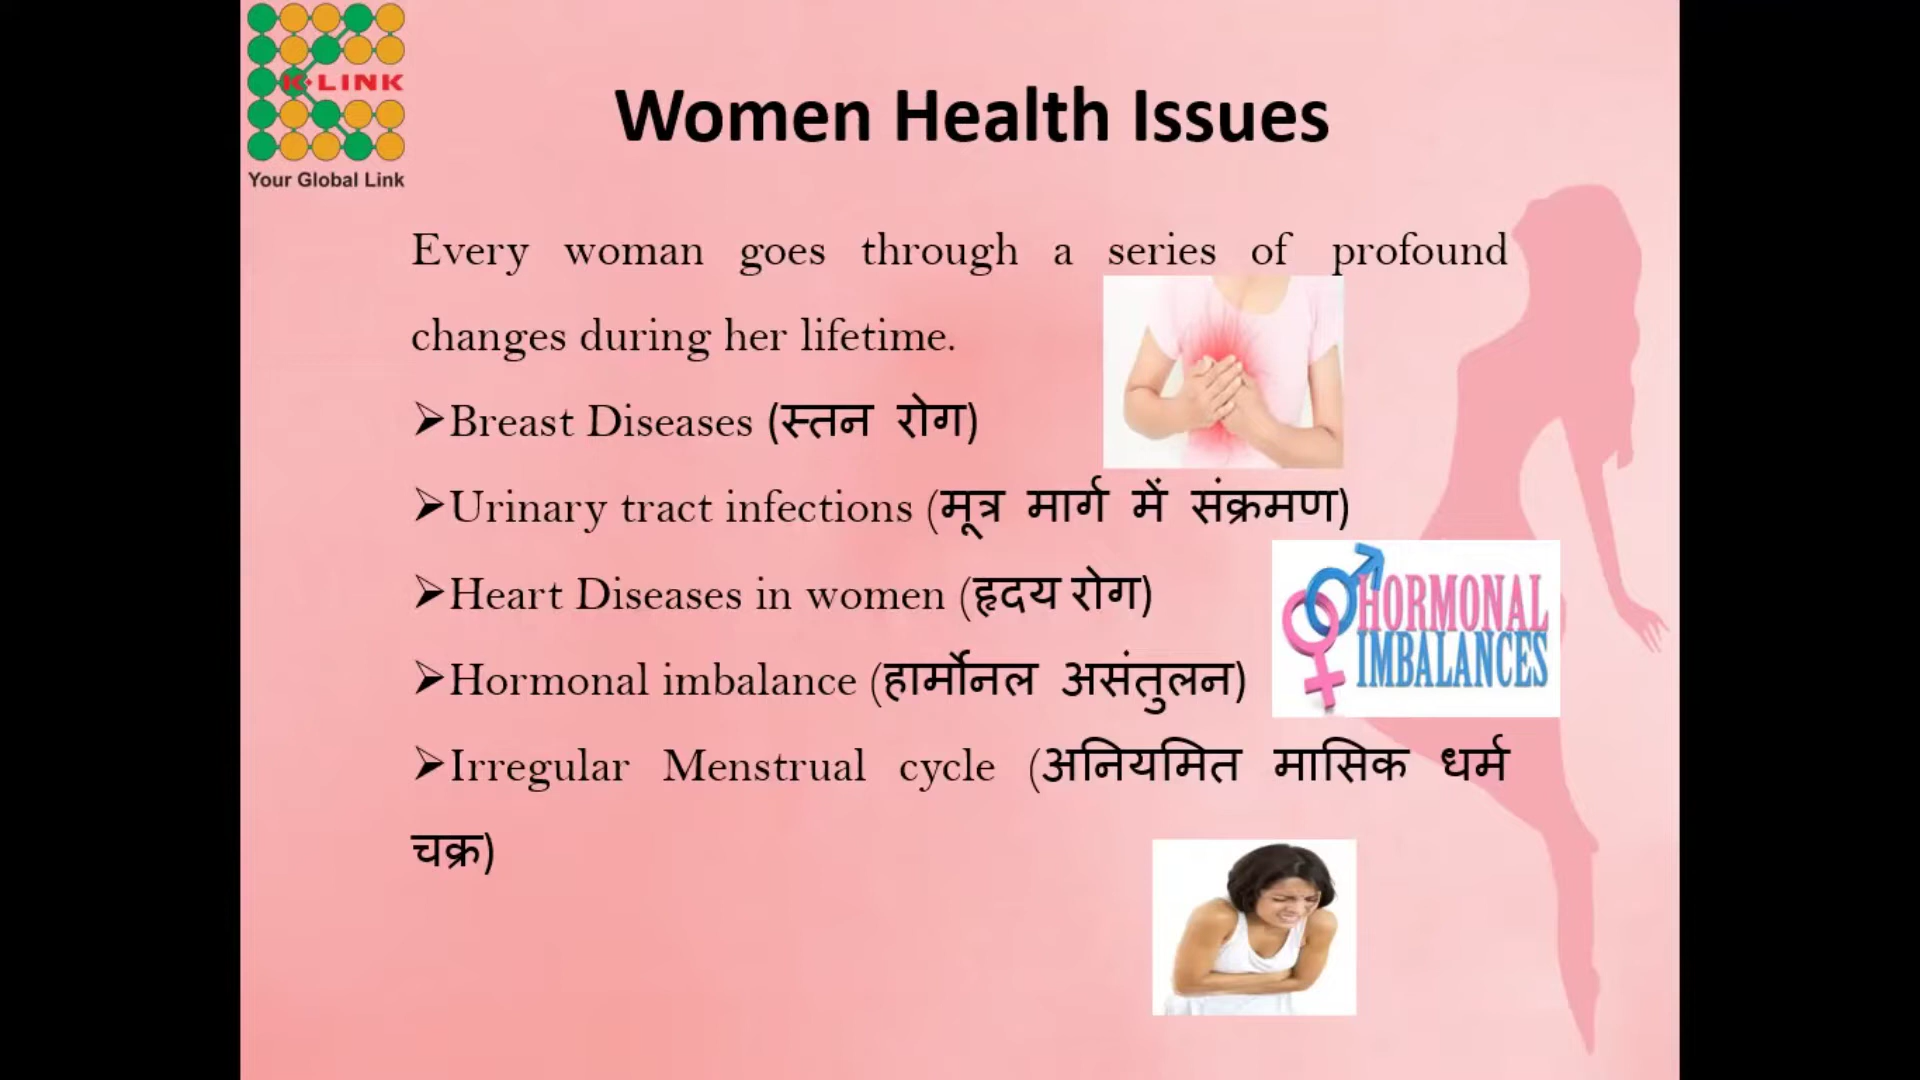 K-LINK
Your Global Link
Women Health Issues
Every woman goes through a series of profound
changes during her lifetime.
➢Breast Diseases (स्तन रोग)
➢Urinary tract infections (मूत्र मार्ग में संक्रमण)
➢Heart Diseases in women (हृदय रोग)
HORMONAL
IMBALANCES
➢Hormonal imbalance (हार्मोनल असंतुलन)
➢Irregular Menstrual cycle (अनियमित मासिक धर्म
चक्र)